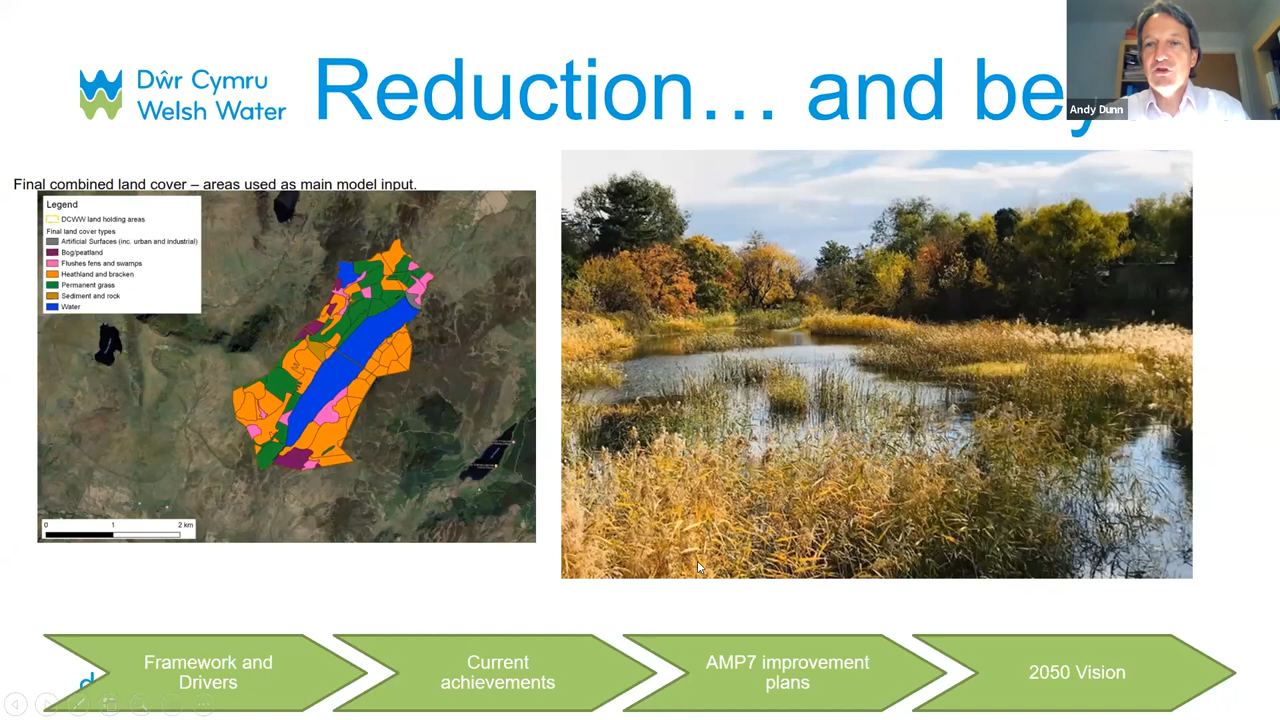 Dŵr Cymru
Welsh Water
Reduction… and be
Andy Dunn
Final combined land cover – areas used as main model input.
Legend
DCWW land holding areas
Final land cover types
Artificial Surfaces (inc. urban and industrial)
Bog/peatland
Flushes fens and swamps
Heathland and bracken
Permanent grass
Sediment and rock
Water
0 1 2 km
Framework and
Drivers
Current
achievements
AMP7 improvement
plans
2050 Vision